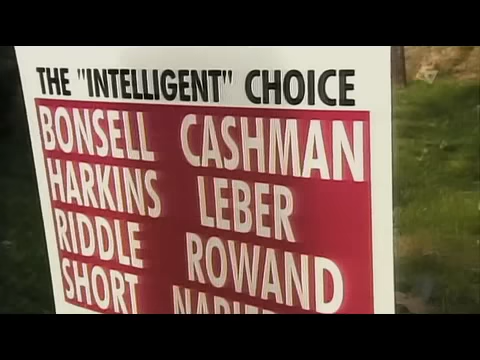 THE "INTELLIGENT" CHOICE
BONSELL CASHMAN
HARKINS LEBER
RIDDLE ROWAND
SHORT